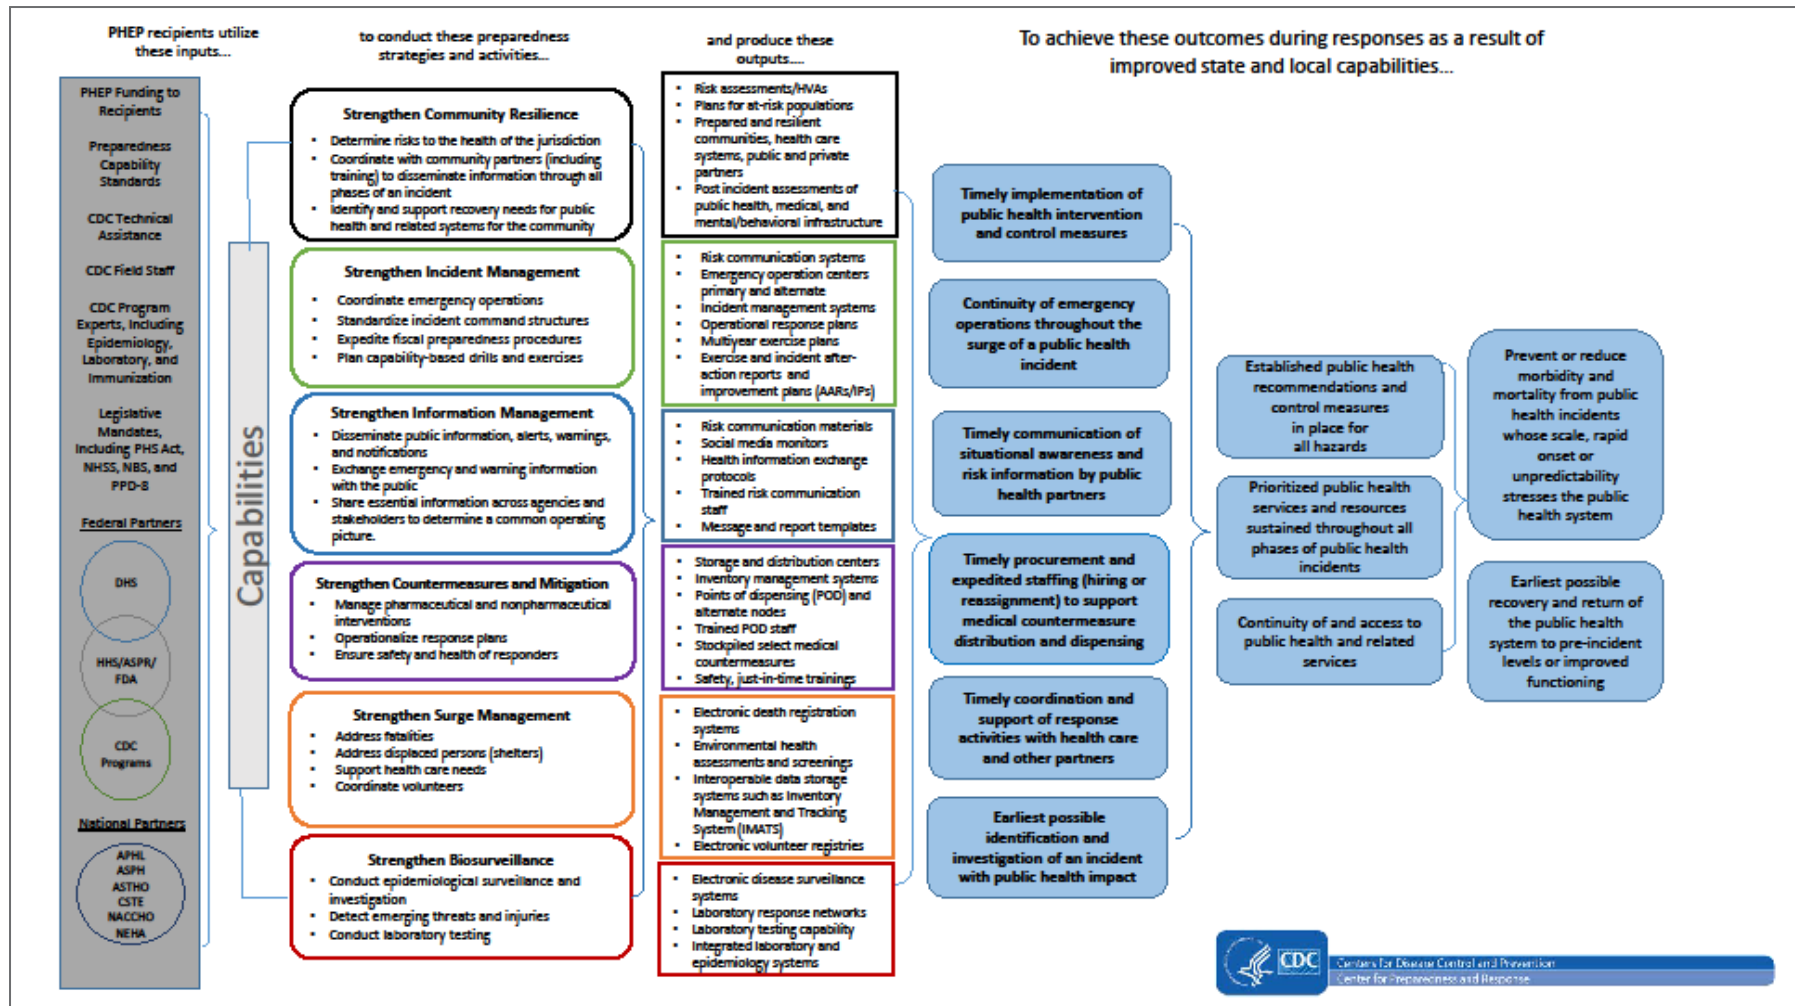 PHEP recipients utilize
these inputs...
to conduct these preparedness
strategies and activities...
and produce these
outputs....
To achieve these outcomes during responses as a result of
improved state and local capabilities...
PHEP Funding to
Recipients
Preparedness
Capability
Standards
CDC Technical
Assistance
CDC Field Staff
CDC Program
Experts, Including
Epidemiology,
Laboratory, and
Immunization
Legislative
Mandates,
Including PHS Act,
NHSS, NBS, and
PPD-8
Federal Partners
DHS
HHS/ASPR/
FDA
CDC
Programs
National Partners
APHL
ASPH
ASTHO
CSTE
NACCHO
NEHA
Capabilities
Strengthen Community Resilience
• Determine risks to the health of the jurisdiction
• Coordinate with community partners (including
training) to disseminate information through all
phases of an incident
• Identify and support recovery needs for public
health and related systems for the community
Strengthen Incident Management
• Coordinate emergency operations
• Standardize incident command structures
• Expedite fiscal preparedness procedures
• Plan capability-based drills and exercises
Strengthen Information Management
• Disseminate public information, alerts, warnings,
and notifications
• Exchange emergency and warning information
with the public
• Share essential information across agencies and
stakeholders to determine a common operating
picture.
Strengthen Countermeasures and Mitigation
• Manage pharmaceutical and nonpharmaceutical
interventions
• Operationalize response plans
• Ensure safety and health of responders
Strengthen Surge Management
• Address fatalities
• Address displaced persons (shelters)
• Support health care needs
• Coordinate volunteers
Strengthen Biosurveillance
• Conduct epidemiological surveillance and
investigation
• Detect emerging threats and injuries
• Conduct laboratory testing
• Risk assessments/HVAs
• Plans for at-risk populations
• Prepared and resilient
communities, health care
systems, public and private
partners
• Post incident assessments of
public health, medical, and
mental/behavioral infrastructure
• Risk communication systems
• Emergency operation centers
primary and alternate
• Incident management systems
• Operational response plans
• Multiyear exercise plans
• Exercise and incident after-
action reports and
improvement plans (AARs/IPs)
• Risk communication materials
• Social media monitors
• Health information exchange
protocols
• Trained risk communication
staff
• Message and report templates
• Storage and distribution centers
• Inventory management systems
• Points of dispensing (POD) and
alternate nodes
• Trained POD staff
• Stockpiled select medical
countermeasures
• Safety, just-in-time trainings
• Electronic death registration
systems
• Environmental health
assessments and screenings
• Interoperable data storage
systems such as Inventory
Management and Tracking
System (IMATS)
• Electronic volunteer registries
• Electronic disease surveillance
systems
• Laboratory response networks
• Laboratory testing capability
• Integrated laboratory and
epidemiology systems
Timely implementation of
public health intervention
and control measures
Continuity of emergency
operations throughout the
surge of a public health
incident
Timely communication of
situational awareness and
risk information by public
health partners
Timely procurement and
expedited staffing (hiring or
reassignment) to support
medical countermeasure
distribution and dispensing
Timely coordination and
support of response
activities with health care
and other partners
Earliest possible
identification and
investigation of an incident
with public health impact
Established public health
recommendations and
control measures
in place for
all hazards
Prioritized public health
services and resources
sustained throughout all
phases of public health
incidents
Continuity of and access to
public health and related
services
Prevent or reduce
morbidity and
mortality from public
health incidents
whose scale, rapid
onset or
unpredictability
stresses the public
health system
Earliest possible
recovery and return of
the public health
system to pre-incident
levels or improved
functioning
CDC
Centers for Disease Control and Prevention
Center for Preparedness and Response